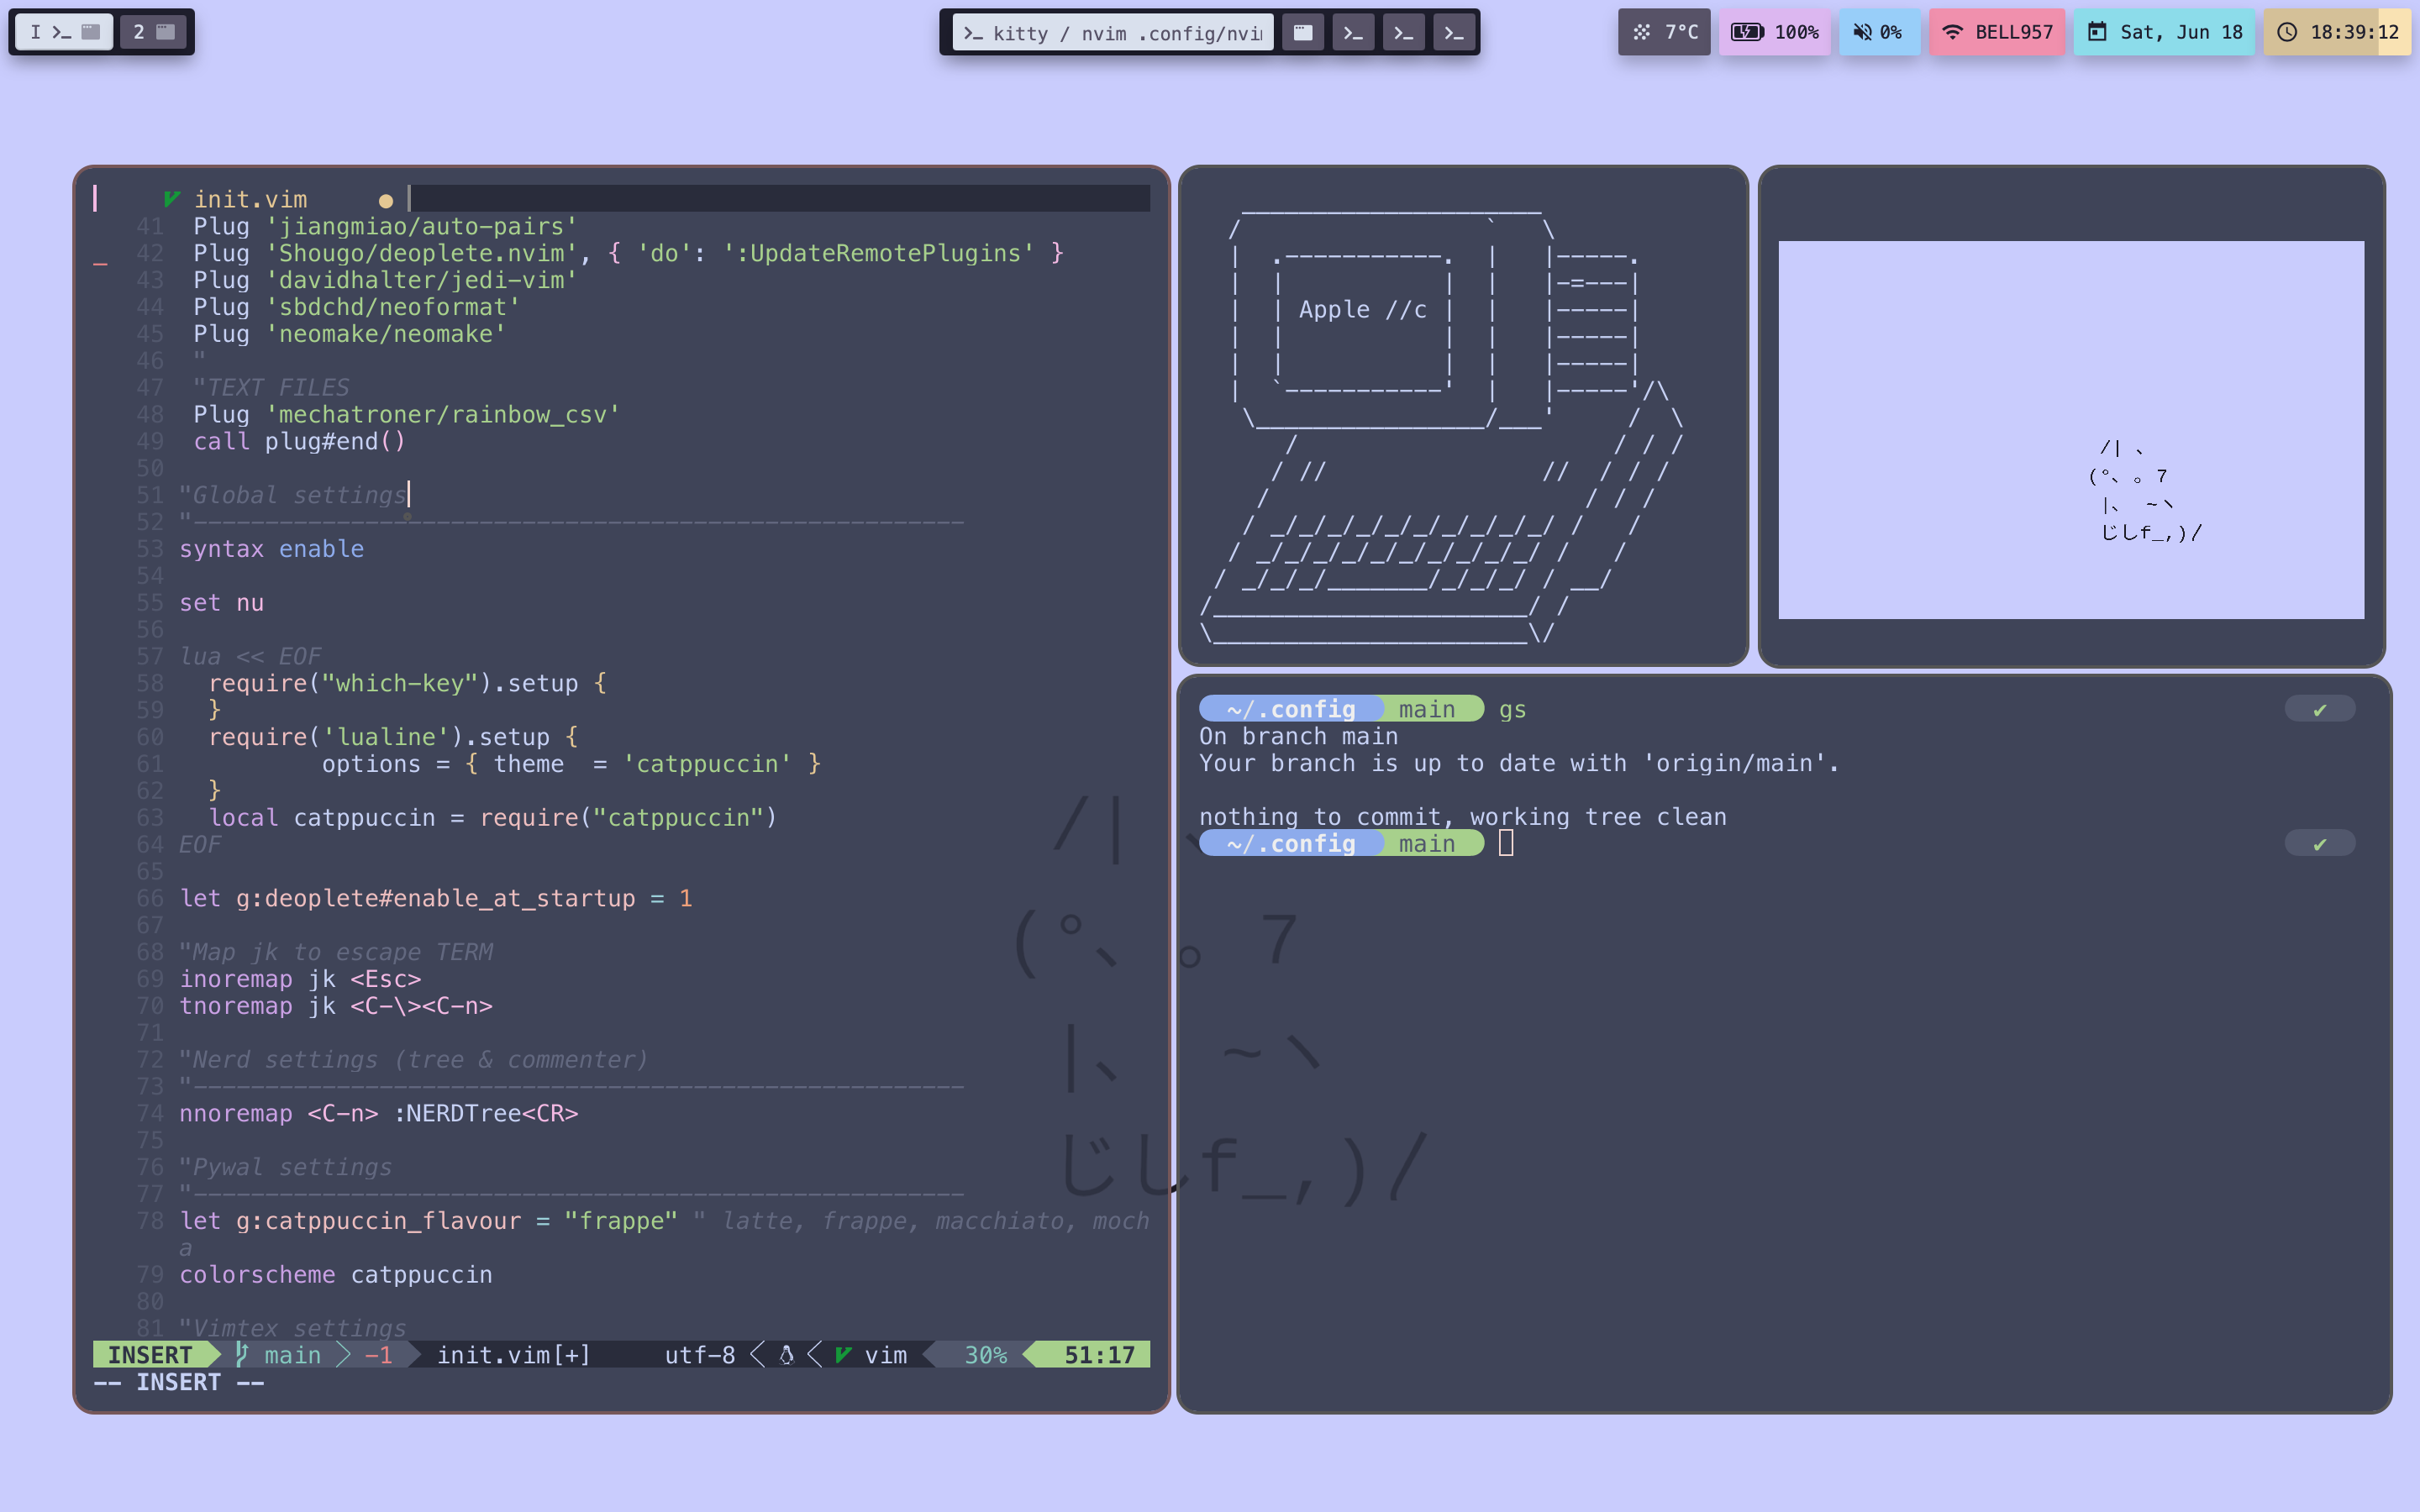 I
2
kitty / nvim .config/nvi
7°C
100%
0%
BELL957
Sat, Jun 18
18:39:12
init.vim ●
41 Plug 'jiangmiao/auto-pairs'
42 Plug 'Shougo/deoplete.nvim', { 'do': ':UpdateRemotePlugins' }
43 Plug 'davidhalter/jedi-vim'
44 Plug 'sbdchd/neoformat'
45 Plug 'neomake/neomake'
46 "
47 "TEXT FILES
48 Plug 'mechatroner/rainbow_csv'
49 call plug#end()
50
51 "Global settings
52 "------------------------------------------------------
53 syntax enable
54
55 set nu
56
57 lua << EOF
58 require("which-key").setup {
59 }
60 require('lualine').setup {
61 options = { theme  = 'catppuccin' }
62 }
63 local catppuccin = require("catppuccin")
64 EOF
65
66 let g:deoplete#enable_at_startup = 1
67
68 "Map jk to escape TERM
69 inoremap jk <Esc>
70 tnoremap jk <C-\><C-n>
71
72 "Nerd settings (tree & commenter)
73 "------------------------------------------------------
74 nnoremap <C-n> :NERDTree<CR>
75
76 "Pywal settings
77 "------------------------------------------------------
78 let g:catppuccin_flavour = "frappe" " latte, frappe, macchiato, moch
a
79 colorscheme catppuccin
80
81 "Vimtex settings
INSERT main -1 init.vim[+] utf-8 vim 30% 51:17
-- INSERT --
Apple //c
/| 、
(°、 。7
|、 ~ヽ
じしf_,)/
~/.config main gs ✔
On branch main
Your branch is up to date with 'origin/main'.
nothing to commit, working tree clean
~/.config main ✔
/| 、
(°、 。7
|、 ~ヽ
じしf_,)/